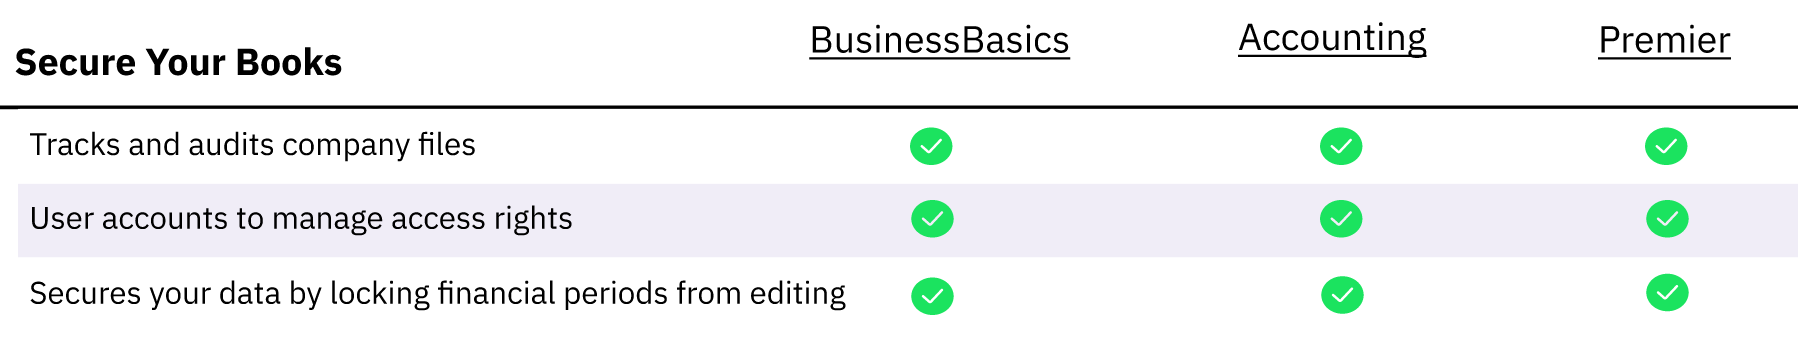 Secure Your Books BusinessBasics Accounting Premier
Tracks and audits company files
User accounts to manage access rights
Secures your data by locking financial periods from editing